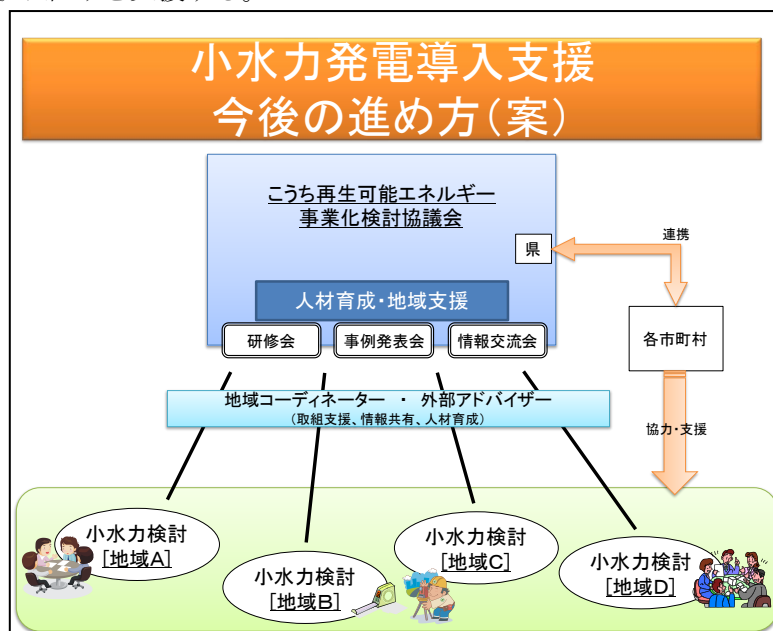 小水力発電導入支援
今後の進め方(案)
こうち再生可能エネルギー
事業化検討協議会
県
連携
人材育成・地域支援
研修会
事例発表会
情報交流会
各市町村
地域コーディネーター ・ 外部アドバイザー
(取組支援、情報共有、人材育成)
協力・支援
小水力検討
[地域A]
小水力検討
[地域B]
小水力検討
[地域C]
小水力検討
[地域D]